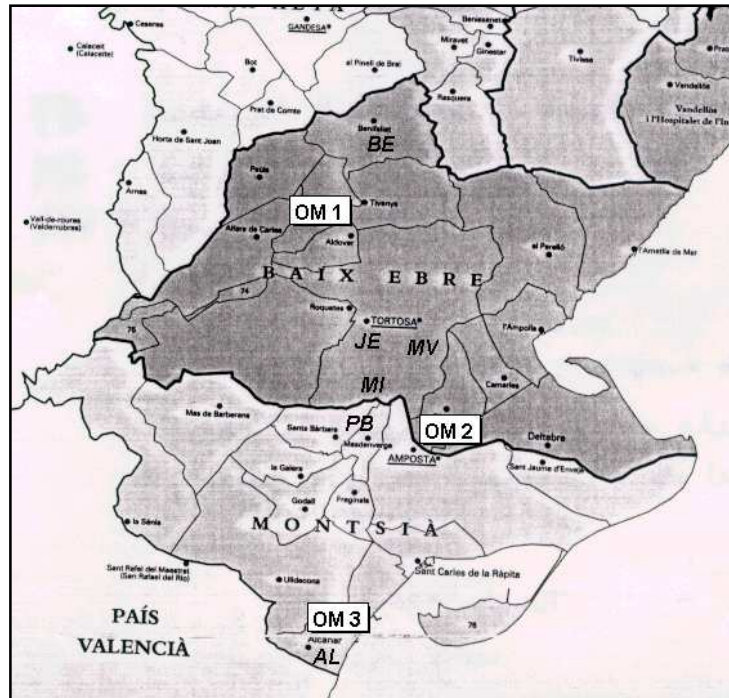 Caseres
GANDESA
Benissanet
Calaceit
(Calaceite)
Miravet
Ginestar
Tivissa
Bot
el Pinell de Brai
Vandellòs
Rasquera
Vandellòs
Prat de Comte
Benifallet
BE
Horta de Sant Joan
Paüls
Arnes
OM 1
Tivenys
Vall-de-roures
(Valderrobres)
Alfara de Carles
Aldover
el Perelló
l'Ametlla de Mar
BAIX EBRE
74
Roquetes
TORTOSA
l'Ampolla
76
JE
MV
MI
Camarles
Mas de Barberans
PB
Santa Bàrbara
Masdenverge
OM 2
AMPOSTA
Deltebre
Sant Jaume d'Enveja
la Galera
Godall
Freginals
MONTSIÀ
la Sénia
Sant Rafel del Maestrat
(San Rafael del Río)
Ulldecona
Sant Carles de la Ràpita
PAÍS
VALENCIÀ
OM 3
76
Alcanar
AL